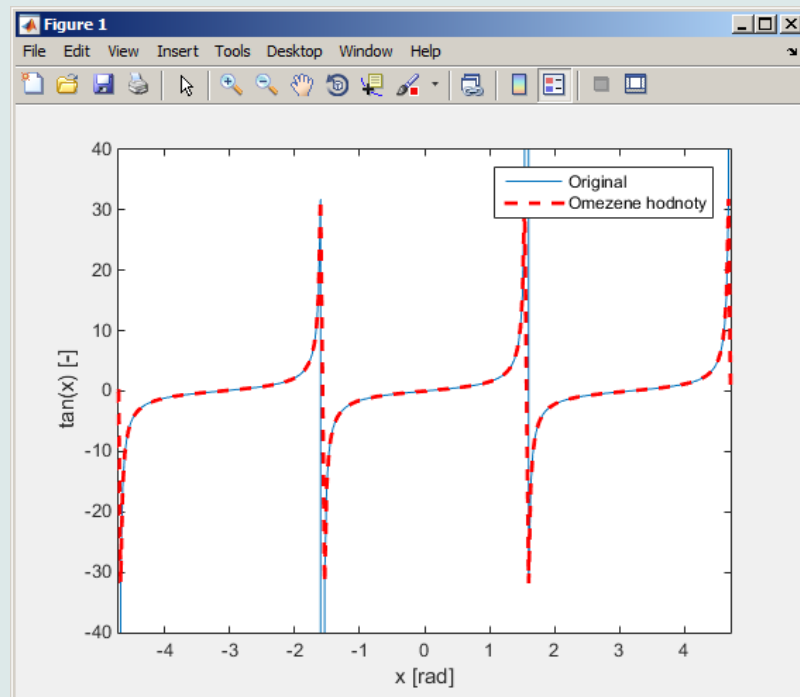 Figure 1
File Edit View Insert Tools Desktop Window Help
40
30
20
10
0
-10
-20
-30
-40
tan(x) [-]
Original
Omezene hodnoty
-4 -3 -2 -1 0 1 2 3 4
x [rad]